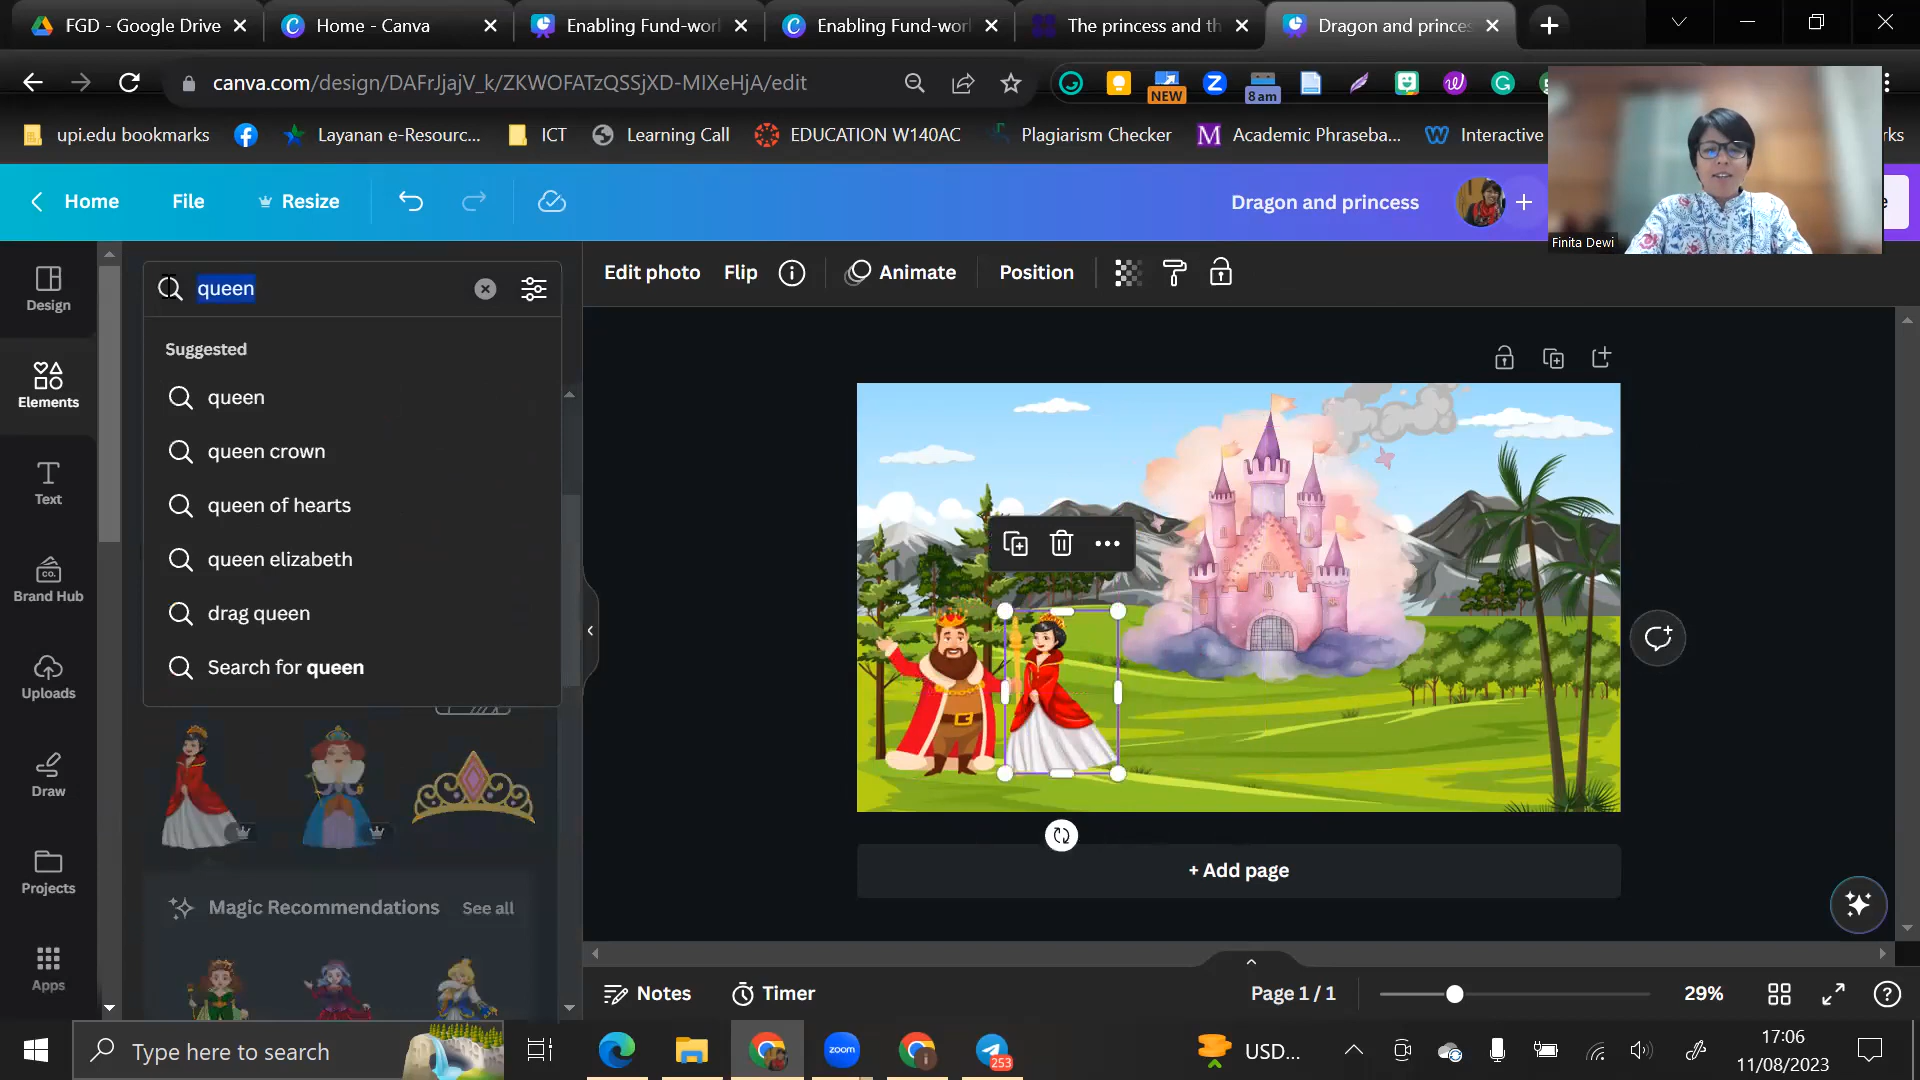 FGD - Google Drive
Home - Canva
Enabling Fund-wor
Enabling Fund-wor
The princess and th
Dragon and princes
canva.com/design/DAFrJjajV_k/ZKWOFATzQSSjXD-MIXeHjA/edit
NEW
8am
upi.edu bookmarks
Layanan e-Resourc...
ICT
Learning Call
EDUCATION W140AC
Plagiarism Checker
Academic Phraseba...
Interactive
rks
Home
File
Resize
Dragon and princess
Finita Dewi
Design
Elements
Text
Brand Hub
Uploads
Draw
Projects
Apps
queen
Suggested
queen
queen crown
queen of hearts
queen elizabeth
drag queen
Search for queen
Magic Recommendations
See all
Edit photo
Flip
Animate
Position
+ Add page
Notes
Timer
Page 1 / 1
29%
Type here to search
zoom
253
USD...
17:06
11/08/2023